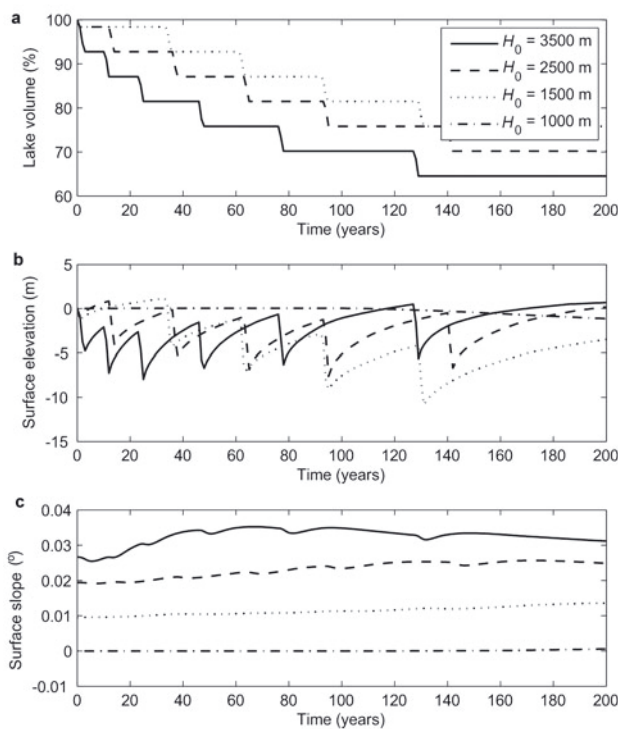 a
100
90
80
70
60
Lake volume (%)
H0 = 3500 m
H0 = 2500 m
H0 = 1500 m
H0 = 1000 m
0 20 40 60 80 100 120 140 160 180 200
Time (years)
b
5
0
-5
-10
-15
Surface elevation (m)
0 20 40 60 80 100 120 140 160 180 200
Time (years)
c
0.04
0.03
0.02
0.01
0
-0.01
Surface slope (º)
0 20 40 60 80 100 120 140 160 180 200
Time (years)